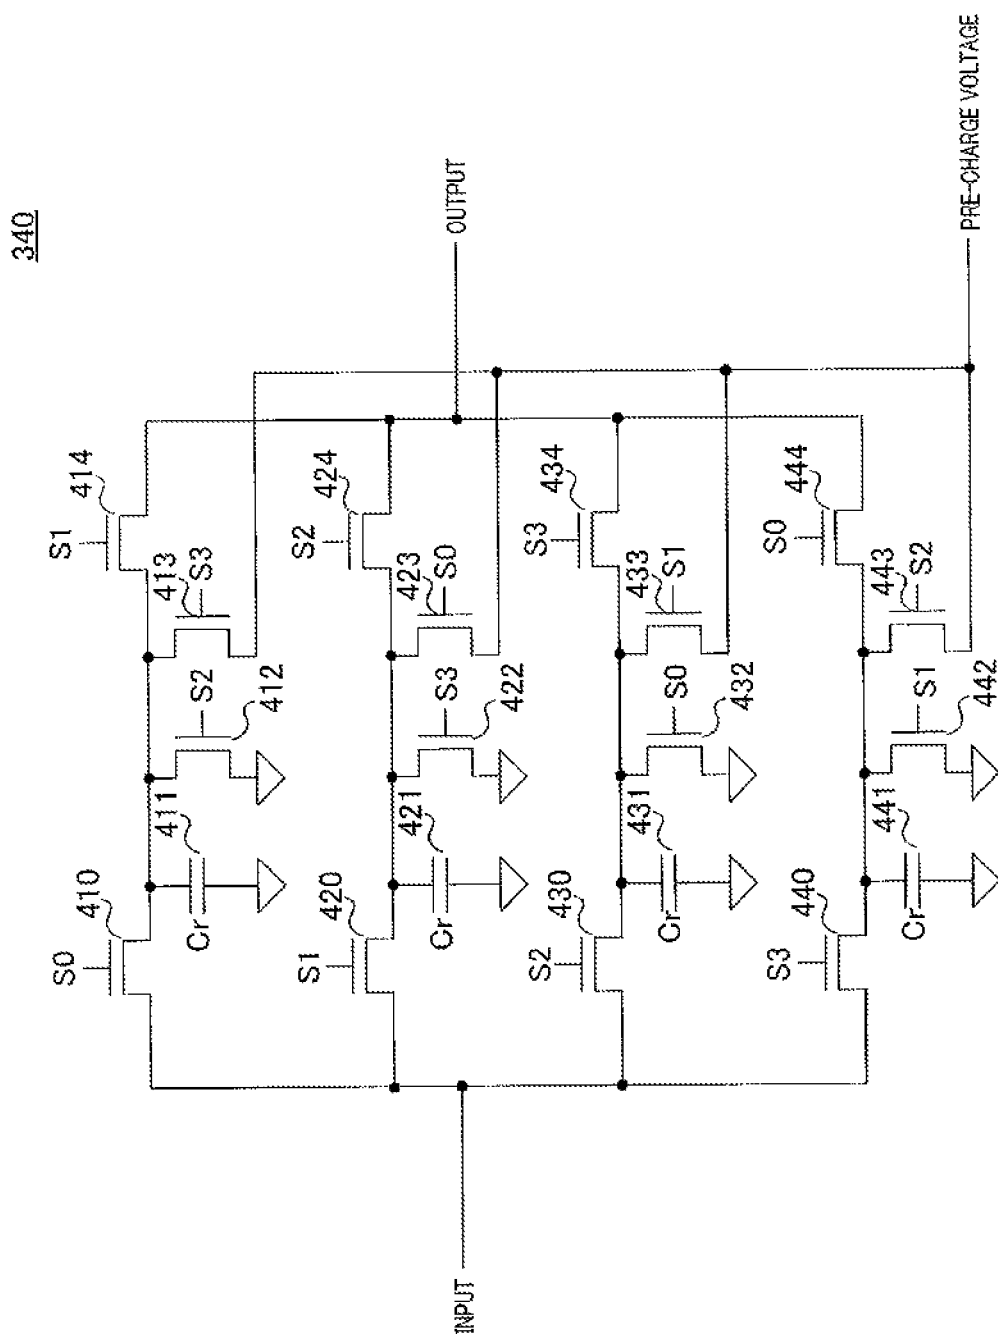 340
S1
414
S3
413
S2
412
411
Cr
410
S0
S2
424
S0
423
S3
422
421
Cr
420
S1
S3
434
S1
433
S0
432
431
Cr
430
S2
S0
444
S2
443
S1
442
441
Cr
440
S3
INPUT
OUTPUT
PRE-CHARGE VOLTAGE